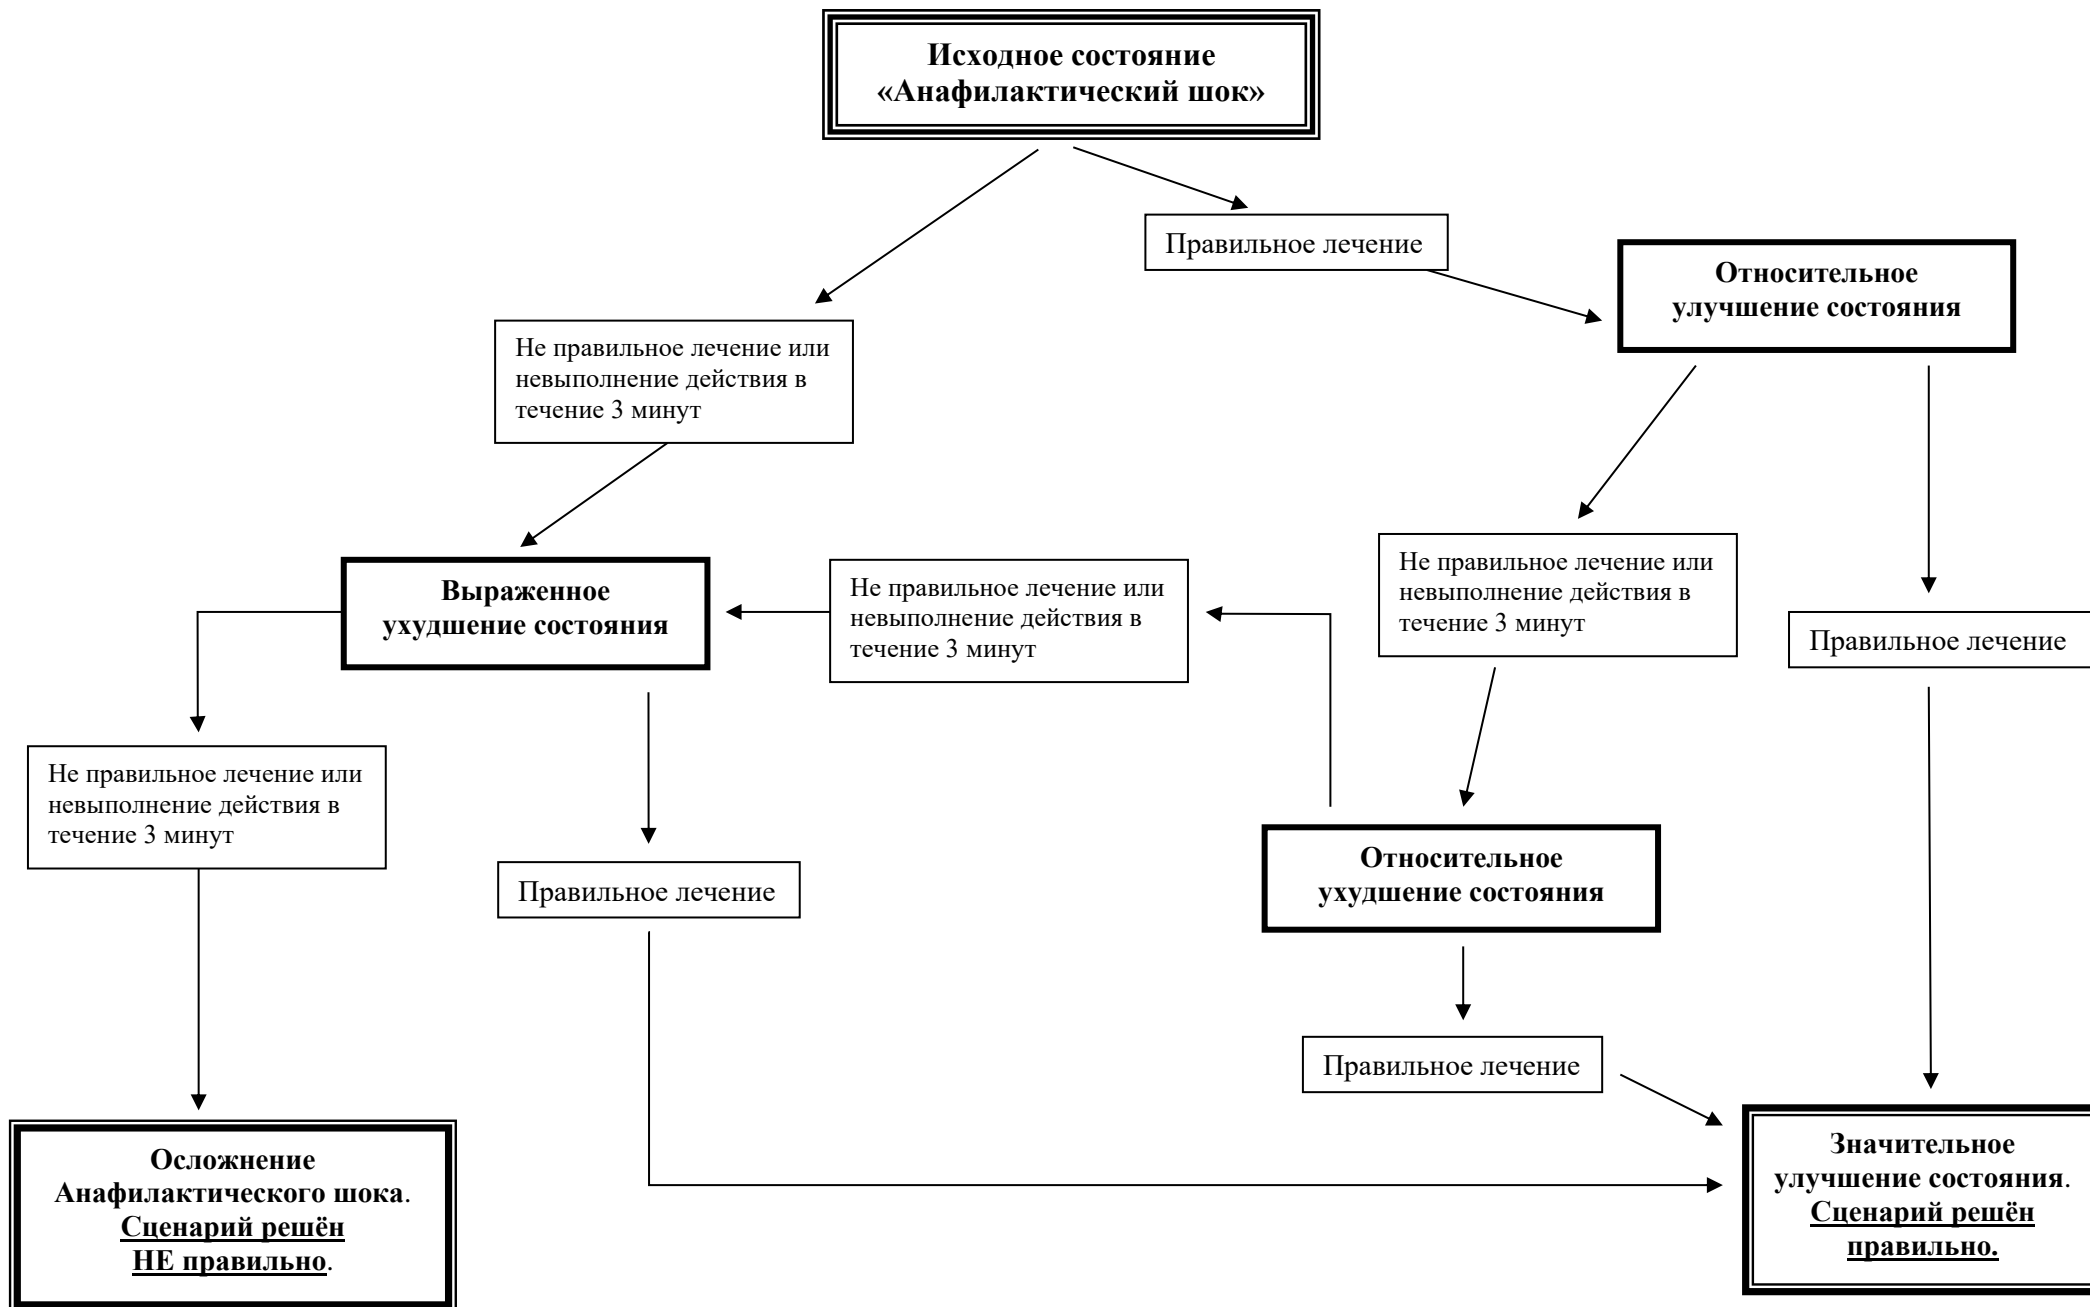 Исходное состояние
«Анафилактический шок»
Правильное лечение
Относительное
улучшение состояния
Не правильное лечение или
невыполнение действия в
течение 3 минут
Выраженное
ухудшение состояния
Не правильное лечение или
невыполнение действия в
течение 3 минут
Не правильное лечение или
невыполнение действия в
течение 3 минут
Правильное лечение
Не правильное лечение или
невыполнение действия в
течение 3 минут
Правильное лечение
Относительное
ухудшение состояния
Правильное лечение
Осложнение
Анафилактического шока.
Сценарий решён
НЕ правильно.
Значительное
улучшение состояния.
Сценарий решён
правильно.